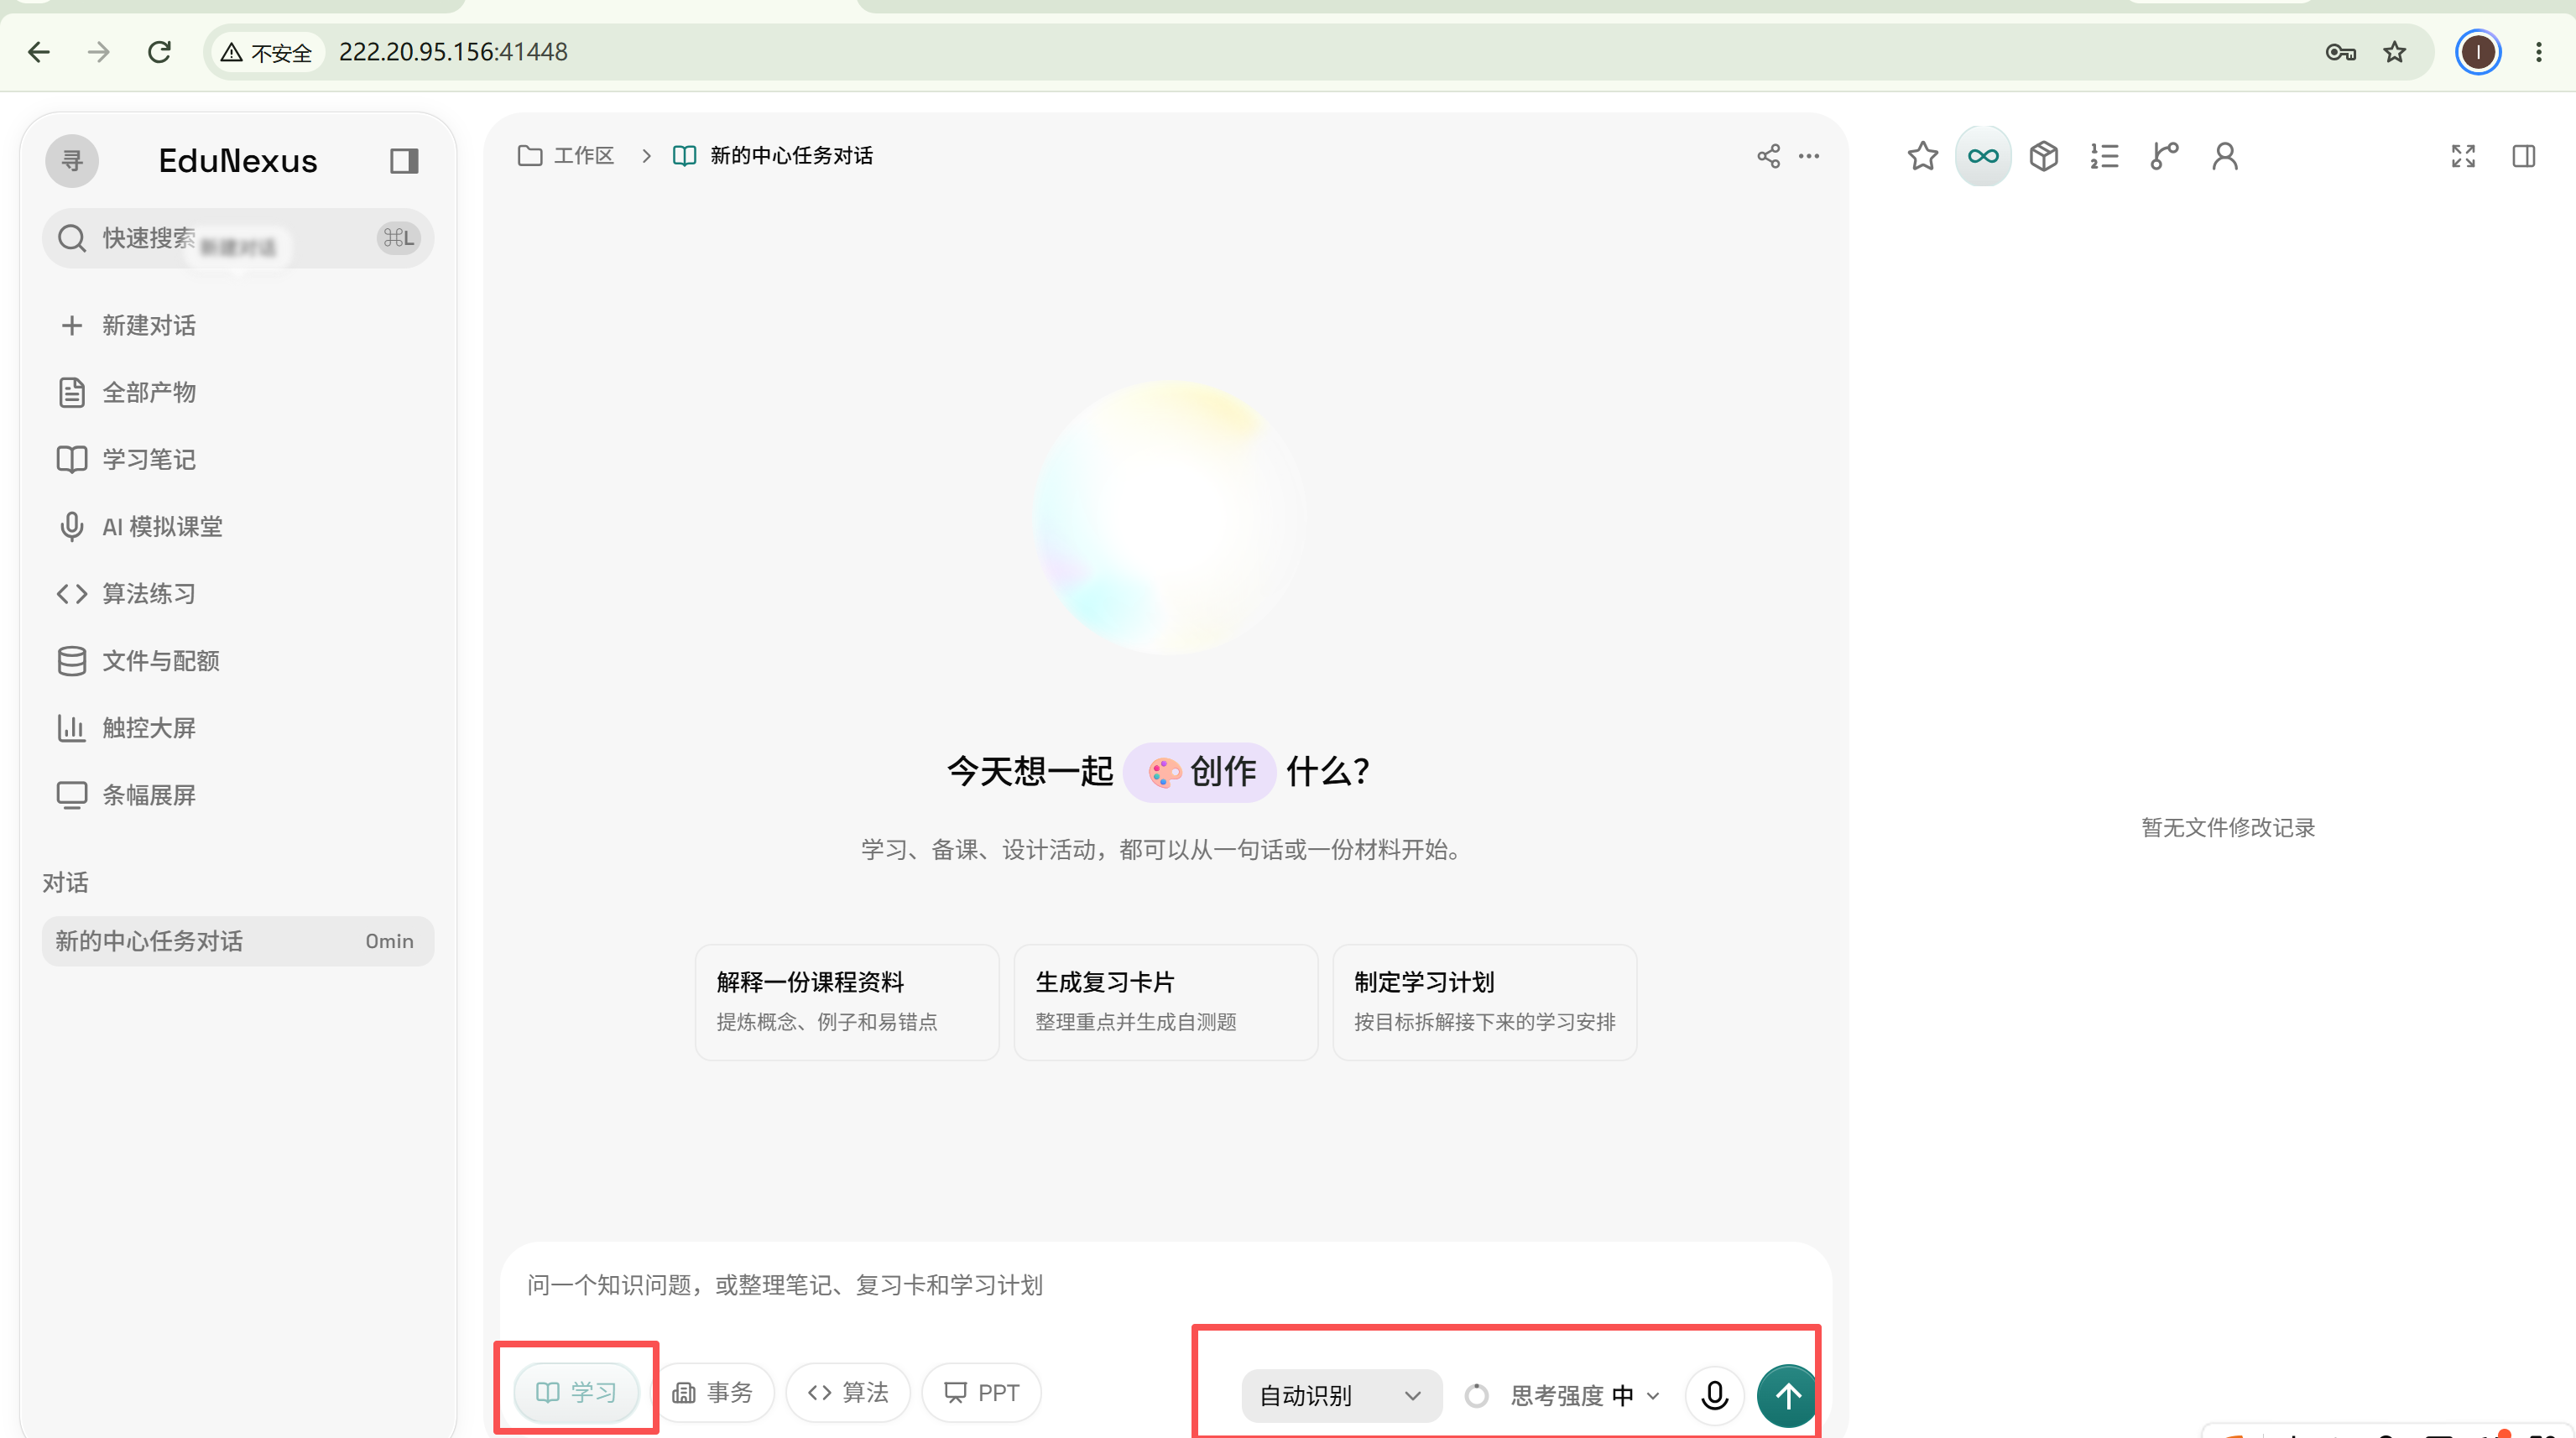 不安全 222.20.95.156:41448
寻 EduNexus
快速搜索 ⌘L
新建对话
新建对话
全部产物
学习笔记
AI 模拟课堂
算法练习
文件与配额
触控大屏
条幅展屏
对话
新的中心任务对话 0min
工作区 > 新的中心任务对话
今天想一起 🎨 创作 什么？
学习、备课、设计活动，都可以从一句话或一份材料开始。
解释一份课程资料
提炼概念、例子和易错点
生成复习卡片
整理重点并生成自测题
制定学习计划
按目标拆解接下来的学习安排
问一个知识问题，或整理笔记、复习卡和学习计划
学习 事务 算法 PPT 自动识别 思考强度 中
暂无文件修改记录
I